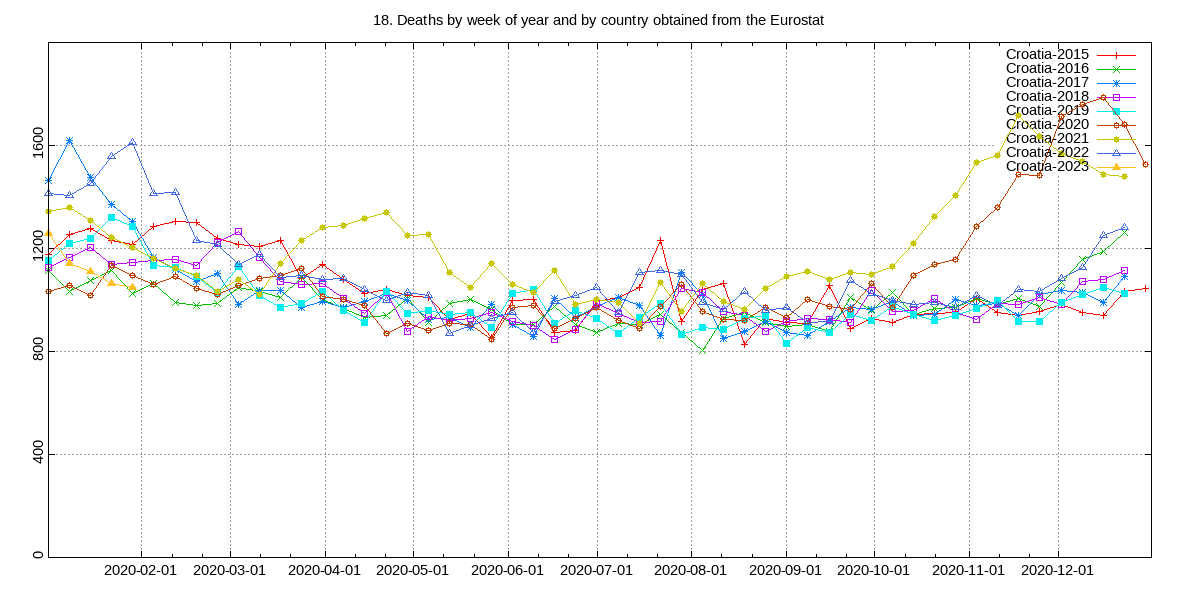 18. Deaths by week of year and by country obtained from the Eurostat
Croatia-2015
Croatia-2016
Croatia-2017
Croatia-2018
Croatia-2019
Croatia-2020
Croatia-2021
Croatia-2022
Croatia-2023
1600
1200
800
400
0
2020-02-01 2020-03-01 2020-04-01 2020-05-01 2020-06-01 2020-07-01 2020-08-01 2020-09-01 2020-10-01 2020-11-01 2020-12-01